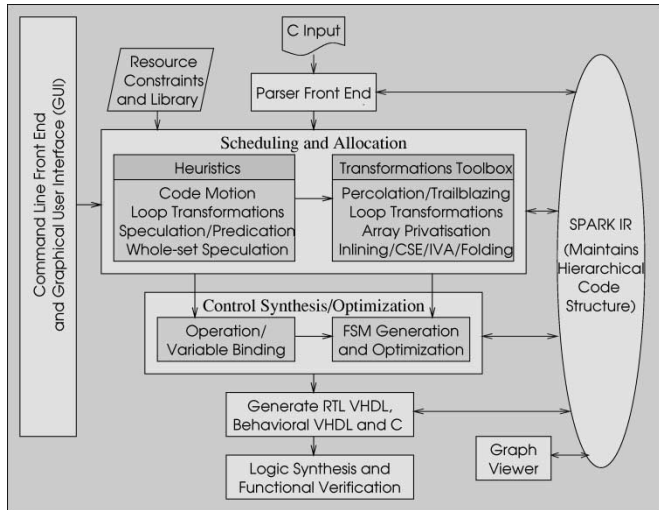 C Input
Resource
Constraints
and Library
Parser Front End
Command Line Front End
and Graphical User Interface (GUI)
Scheduling and Allocation
Heuristics
Code Motion
Loop Transformations
Speculation/Predication
Whole-set Speculation
Transformations Toolbox
Percolation/Trailblazing
Loop Transformations
Array Privatisation
Inlining/CSE/IVA/Folding
SPARK IR
(Maintains
Hierarchical
Code
Structure)
Control Synthesis/Optimization
Operation/
Variable Binding
FSM Generation
and Optimization
Generate RTL VHDL,
Behavioral VHDL and C
Graph
Viewer
Logic Synthesis and
Functional Verification